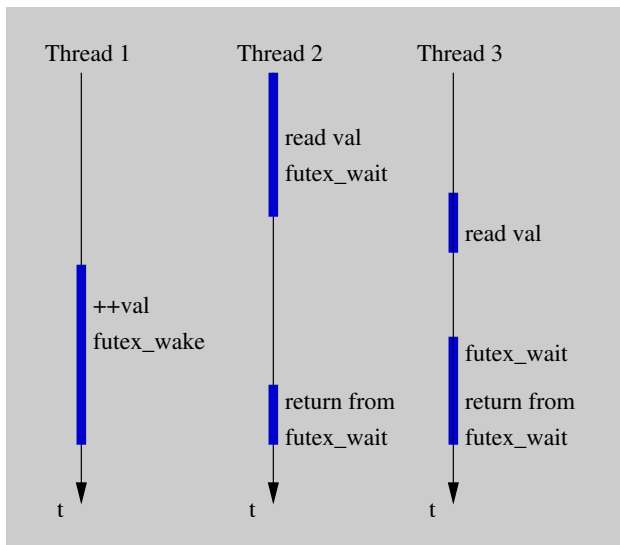 Thread 1
Thread 2
Thread 3
read val
futex_wait
read val
++val
futex_wake
futex_wait
return from
futex_wait
return from
futex_wait
t
t
t